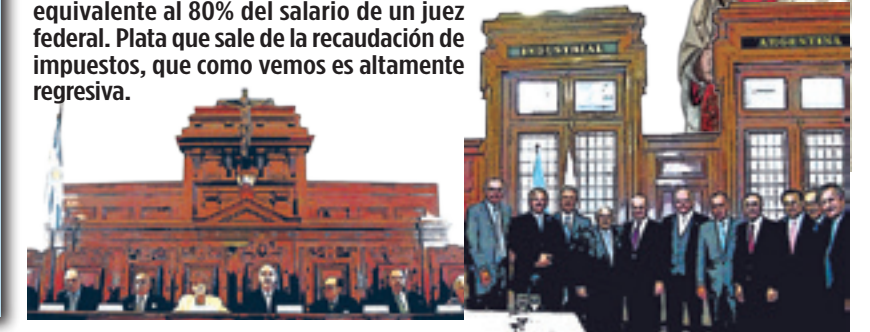 equivalente al 80% del salario de un juez
federal. Plata que sale de la recaudación de
impuestos, que como vemos es altamente
regresiva.
INDUSTRIAL
ARGENTINA